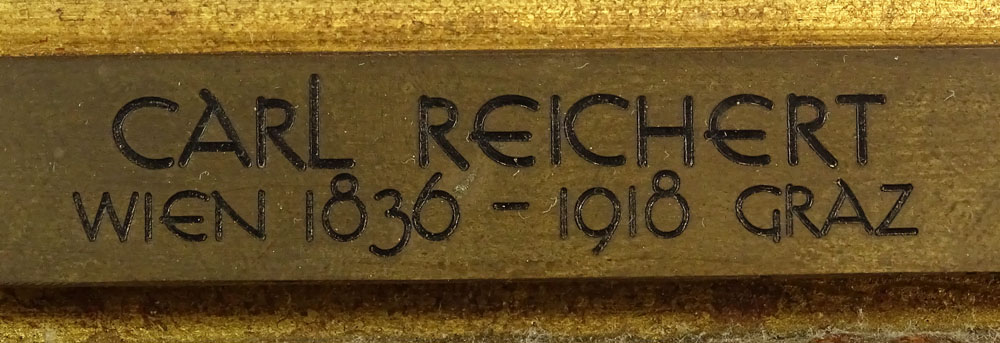 CARL REICHERT
WIEN 1836 - 1918 GRAZ